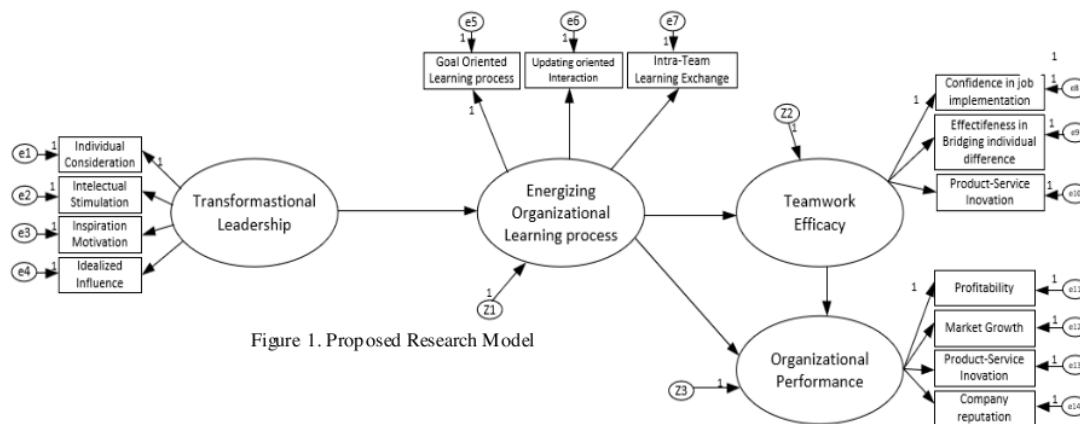 e5
e6
e7
1
1
1
Goal Oriented
Learning process
Updating oriented
Interaction
Intra-Team
Learning Exchange
1
e1
1
Individual
Consideration
1
e2
1
Intelectual
Stimulation
e3
1
Inspiration
Motivation
e4
1
Idealized
Influence
Transformastional
Leadership
Energizing
Organizational
Learning process
1
Z1
Z2
1
Teamwork
Efficacy
1
1
Confidence in job
implementation
1
e8
Effectifeness in
Bridging individual
difference
1
e9
Product-Service
Inovation
1
e10
Z3
1
Organizational
Performance
1
Profitability
1
e11
Market Growth
1
e12
Product-Service
Inovation
1
e13
Company
reputation
1
e14
Figure 1. Proposed Research Model